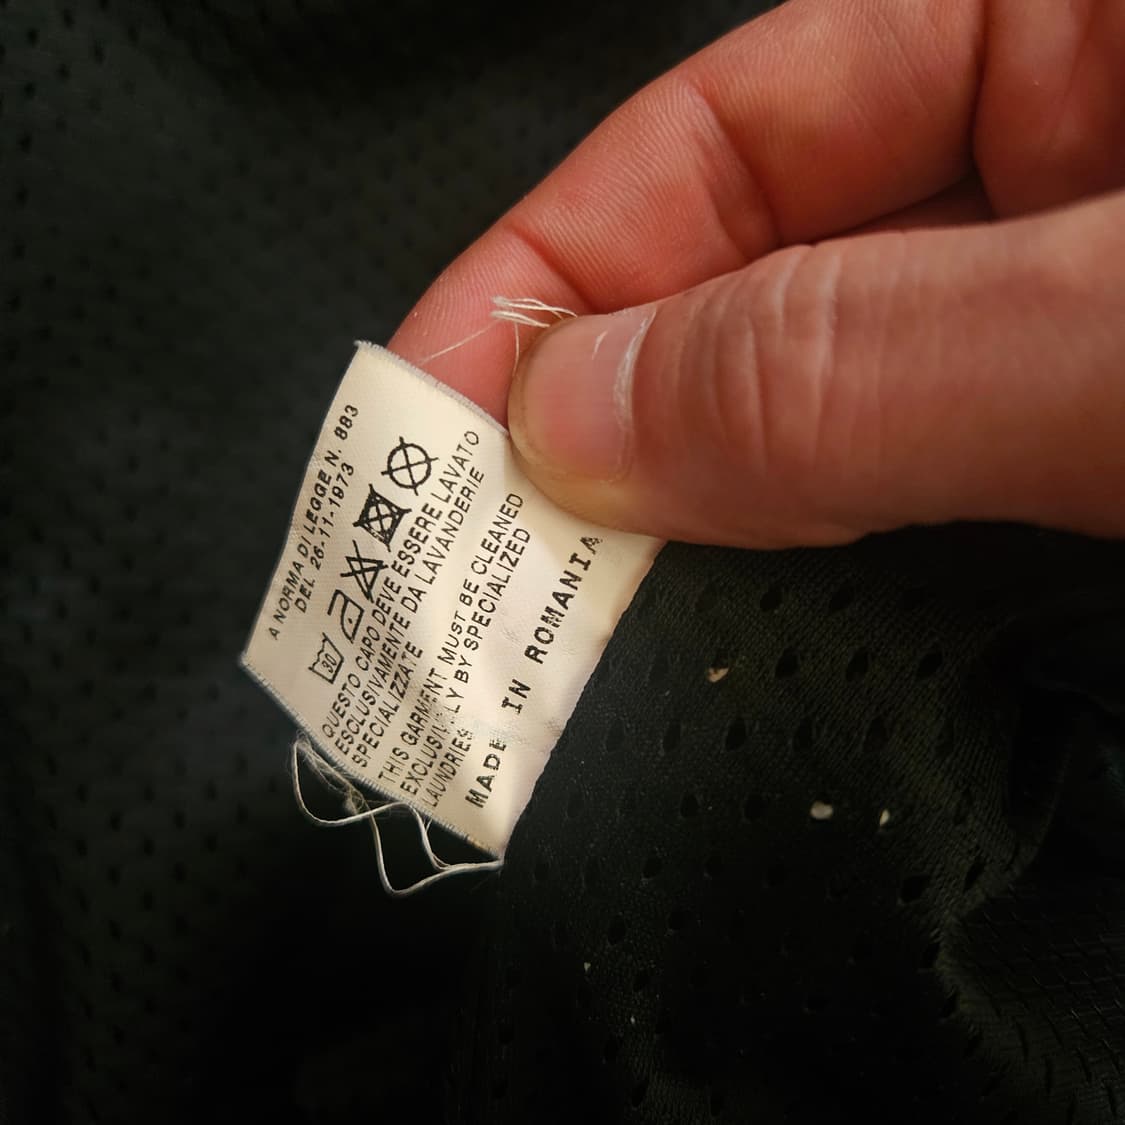 A NORMA DI LEGGE N. 883
DEL 26-11-1973
30
QUESTO CAPO DEVE ESSERE LAVATO
ESCLUSIVAMENTE DA LAVANDERIE
SPECIALIZZATE
THIS GARMENT MUST BE CLEANED
EXCLUSIVELY BY SPECIALIZED
LAUNDRIES
MADE IN ROMANIA